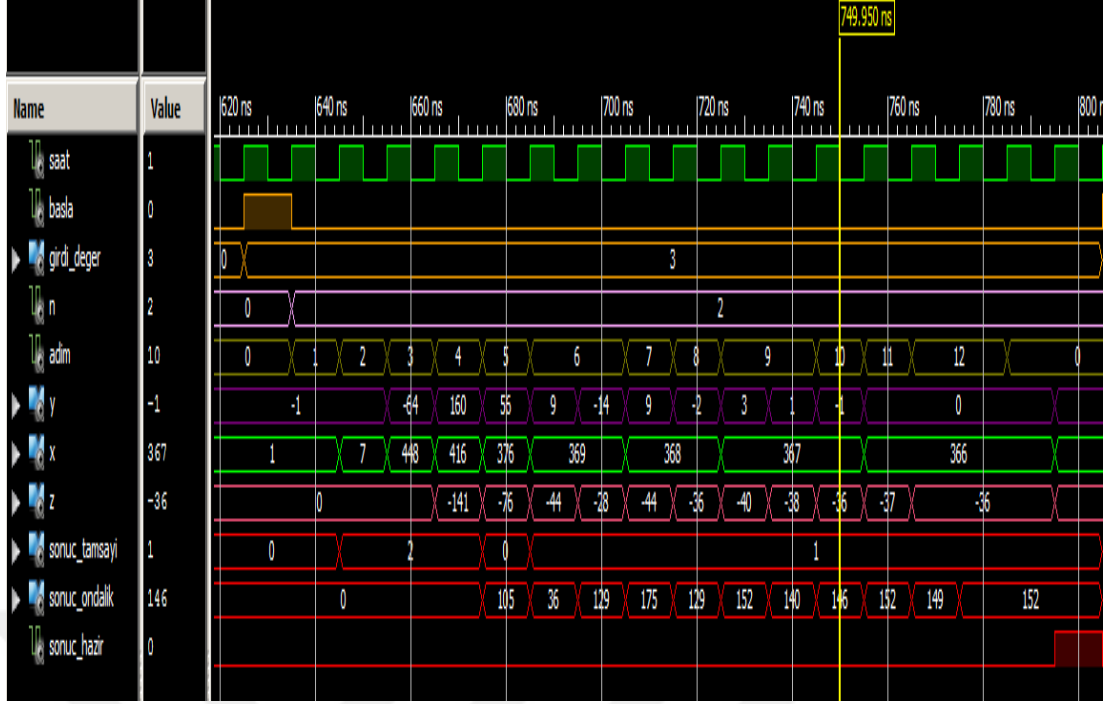 749.950 ns
Name Value 620 ns 640 ns 660 ns 680 ns 700 ns 720 ns 740 ns 760 ns 780 ns 800 n
saat 1
basla 0
girdi_deger 3 0 3
n 2 0 2
adim 10 0 1 2 3 4 5 6 7 8 9 10 11 12 0
y -1 -1 -64 160 55 9 -14 9 -2 3 1 -1 0
x 367 1 7 448 416 376 369 368 367 366
z -36 0 -141 -76 -44 -28 -44 -36 -40 -38 -36 -37 -36
sonuc_tamsayi 1 0 2 0 1
sonuc_ondalik 146 0 105 36 129 175 129 152 140 146 152 149 152
sonuc_hazir 0